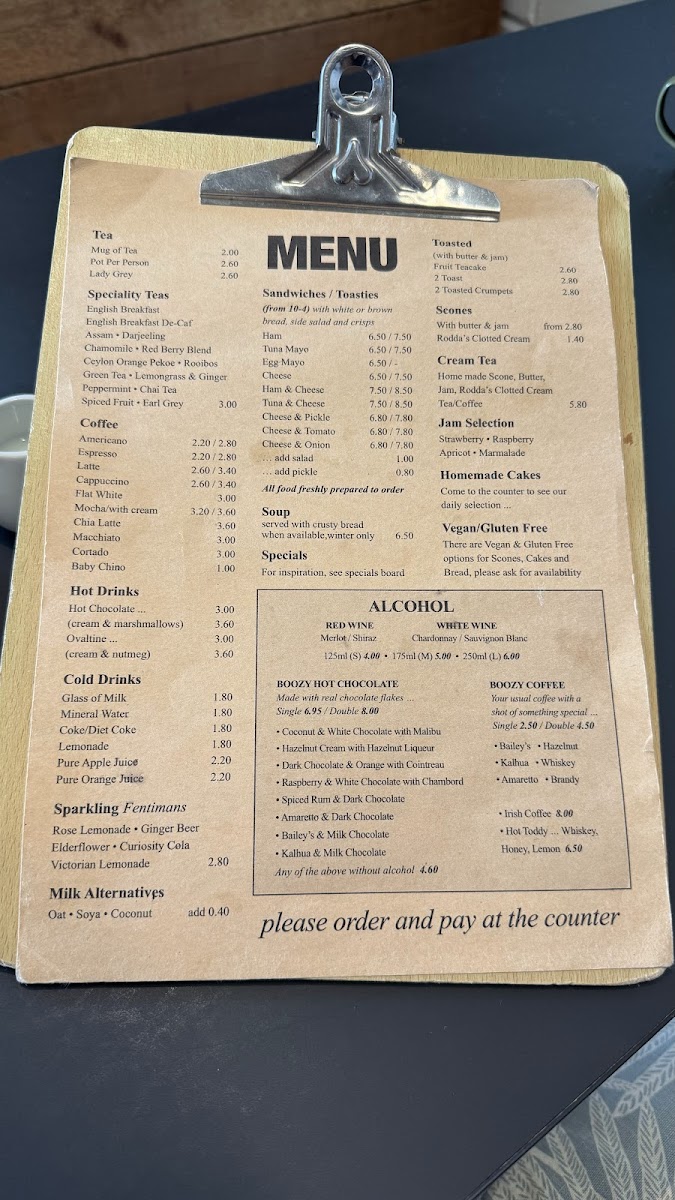 MENU
Tea
Mug of Tea 2.00
Pot Per Person 2.60
Lady Grey 2.60
Speciality Teas
English Breakfast
English Breakfast De-Caf
Assam • Darjeeling
Chamomile • Red Berry Blend
Ceylon Orange Pekoe • Rooibos
Green Tea • Lemongrass & Ginger
Peppermint • Chai Tea
Spiced Fruit • Earl Grey 3.00
Coffee
Americano 2.20 / 2.80
Espresso 2.20 / 2.80
Latte 2.60 / 3.40
Cappuccino 2.60 / 3.40
Flat White 3.00
Mocha/with cream 3.20 / 3.60
Chia Latte 3.60
Macchiato 3.00
Cortado 3.00
Baby Chino 1.00
Hot Drinks
Hot Chocolate ... 3.00
(cream & marshmallows) 3.60
Ovaltine ... 3.00
(cream & nutmeg) 3.60
Cold Drinks
Glass of Milk 1.80
Mineral Water 1.80
Coke/Diet Coke 1.80
Lemonade 1.80
Pure Apple Juice 2.20
Pure Orange Juice 2.20
Sparkling Fentimans
Rose Lemonade • Ginger Beer
Elderflower • Curiosity Cola
Victorian Lemonade 2.80
Milk Alternatives
Oat • Soya • Coconut add 0.40
Sandwiches / Toasties
(from 10-4) with white or brown
bread, side salad and crisps
Ham 6.50 / 7.50
Tuna Mayo 6.50 / 7.50
Egg Mayo 6.50 / -
Cheese 6.50 / 7.50
Ham & Cheese 7.50 / 8.50
Tuna & Cheese 7.50 / 8.50
Cheese & Pickle 6.80 / 7.80
Cheese & Tomato 6.80 / 7.80
Cheese & Onion 6.80 / 7.80
... add salad 1.00
... add pickle 0.80
All food freshly prepared to order
Soup
served with crusty bread
when available,winter only 6.50
Specials
For inspiration, see specials board
Toasted
(with butter & jam)
Fruit Teacake 2.60
2 Toast 2.80
2 Toasted Crumpets 2.80
Scones
With butter & jam from 2.80
Rodda's Clotted Cream 1.40
Cream Tea
Home made Scone, Butter,
Jam, Rodda's Clotted Cream
Tea/Coffee 5.80
Jam Selection
Strawberry • Raspberry
Apricot • Marmalade
Homemade Cakes
Come to the counter to see our
daily selection ...
Vegan/Gluten Free
There are Vegan & Gluten Free
options for Scones, Cakes and
Bread, please ask for availability
ALCOHOL
RED WINE WHITE WINE
Merlot / Shiraz Chardonnay / Sauvignon Blanc
125ml (S) 4.00 • 175ml (M) 5.00 • 250ml (L) 6.00
BOOZY HOT CHOCOLATE
Made with real chocolate flakes ...
Single 6.95 / Double 8.00
• Coconut & White Chocolate with Malibu
• Hazelnut Cream with Hazelnut Liqueur
• Dark Chocolate & Orange with Cointreau
• Raspberry & White Chocolate with Chambord
• Spiced Rum & Dark Chocolate
• Amaretto & Dark Chocolate
• Bailey's & Milk Chocolate
• Kalhua & Milk Chocolate
Any of the above without alcohol 4.60
BOOZY COFFEE
Your usual coffee with a
shot of something special ...
Single 2.50 / Double 4.50
• Bailey's • Hazelnut
• Kalhua • Whiskey
• Amaretto • Brandy
• Irish Coffee 8.00
• Hot Toddy ... Whiskey,
Honey, Lemon 6.50
please order and pay at the counter